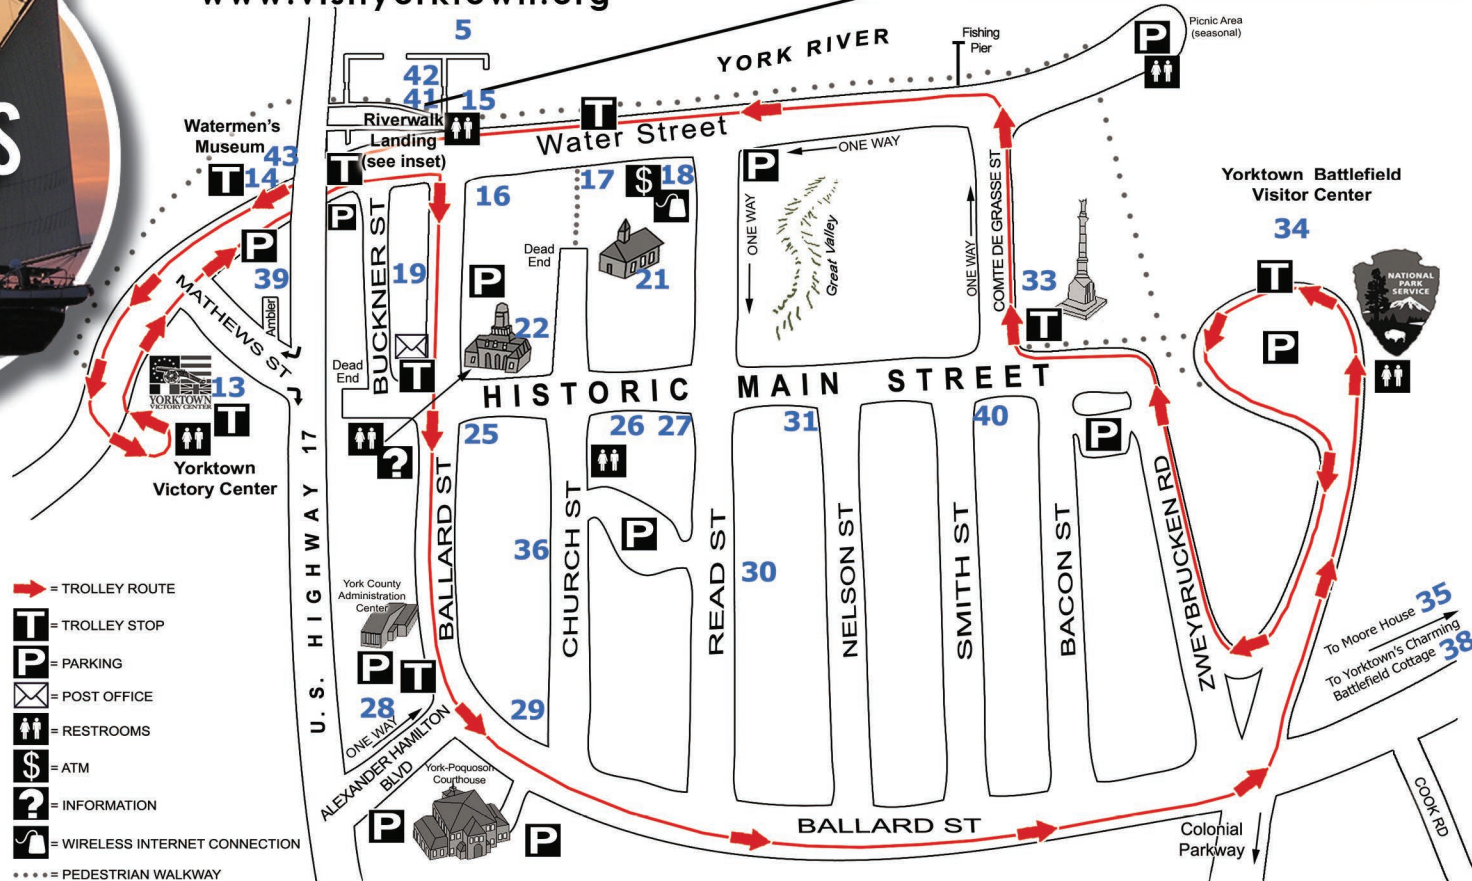 www.visityorktown.org
S
5
42
41
15
YORK RIVER
Fishing
Pier
P
Picnic Area
(seasonal)
Watermen's
Museum
43
T
14
Riverwalk
Landing
(see inset)
T
T
Water Street
P
ONE WAY
16
17
$
18
P
P
39
Ambler
MATHEWS ST
BUCKNER ST
19
Dead
End
P
22
21
ONE WAY
Great Valley
ONE WAY
COMTE DE GRASSE ST
33
T
Yorktown Battlefield
Visitor Center
34
T
P
NATIONAL
PARK
SERVICE
YORKTOWN
VICTORY CENTER
13
T
Yorktown
Victory Center
Dead
End
T
HISTORIC MAIN STREET
?
25
26
27
31
40
P
U.S. HIGHWAY 17
BALLARD ST
36
CHURCH ST
P
READ ST
30
NELSON ST
SMITH ST
BACON ST
ZWEYBRUCKEN RD
York County
Administration
Center
P
T
28
29
ONE WAY
ALEXANDER HAMILTON
BLVD
York-Poquoson
Courthouse
P
P
BALLARD ST
Colonial
Parkway
COOK RD
To Moore House 35
To Yorktown's Charming
Battlefield Cottage 38
= TROLLEY ROUTE
T = TROLLEY STOP
P = PARKING
= POST OFFICE
= RESTROOMS
$ = ATM
? = INFORMATION
= WIRELESS INTERNET CONNECTION
= PEDESTRIAN WALKWAY